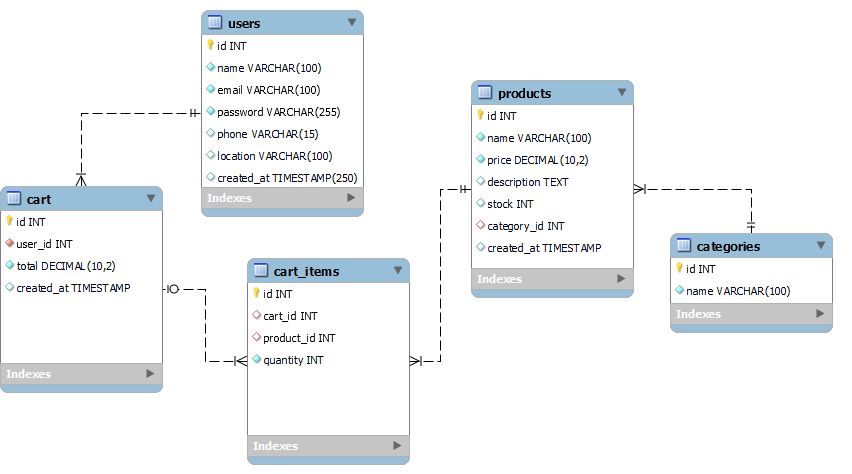 users
id INT
name VARCHAR(100)
email VARCHAR(100)
password VARCHAR(255)
phone VARCHAR(15)
location VARCHAR(100)
created_at TIMESTAMP(250)
Indexes
products
id INT
name VARCHAR(100)
price DECIMAL(10,2)
description TEXT
stock INT
category_id INT
created_at TIMESTAMP
Indexes
cart
id INT
user_id INT
total DECIMAL(10,2)
created_at TIMESTAMP
Indexes
cart_items
id INT
cart_id INT
product_id INT
quantity INT
Indexes
categories
id INT
name VARCHAR(100)
Indexes